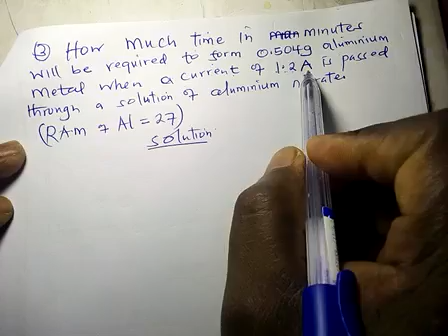 ③ How Much Time in minutes
will be required to form 0.504g aluminium
metal when a current of 1.2 A is passed
through a solution of aluminium
(RAM of Al = 27)
solution